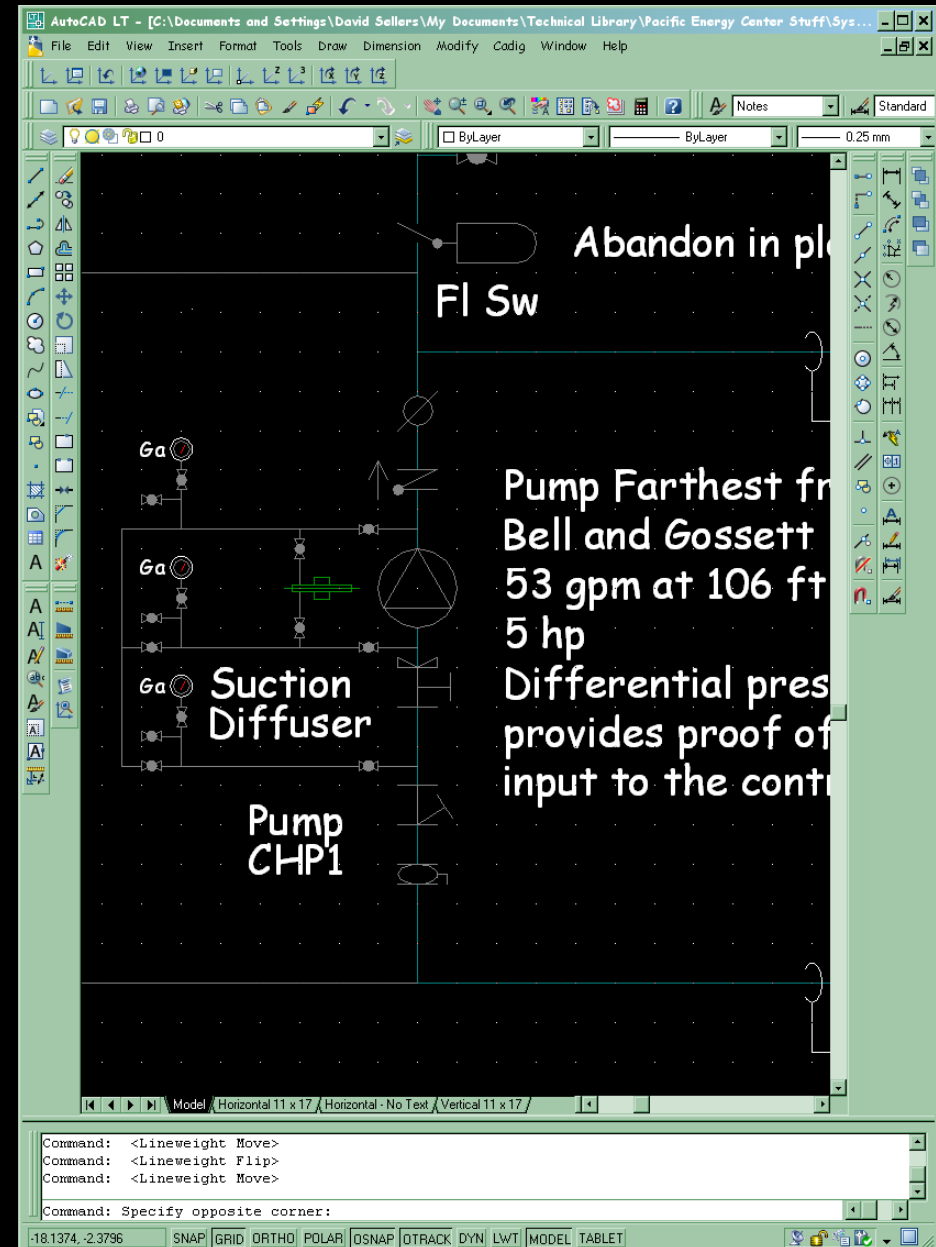 AutoCAD LT - [C:\Documents and Settings\David Sellers\My Documents\Technical Library\Pacific Energy Center Stuff\Sys...
File Edit View Insert Format Tools Draw Dimension Modify Cadig Window Help
Notes
Standard
0
ByLayer
ByLayer
0.25 mm
Abandon in pl
Fl Sw
Ga
Pump Farthest fr
Bell and Gossett
Ga
53 gpm at 106 ft
5 hp
Ga
Suction
Diffuser
Differential pres
provides proof of
input to the contr
Pump
CHP1
Model
Horizontal 11 x 17
Horizontal - No Text
Vertical 11 x 17
Command: <Lineweight Move>
Command: <Lineweight Flip>
Command: <Lineweight Move>
Command: Specify opposite corner:
-18.1374, -2.3796 SNAP GRID ORTHO POLAR OSNAP OTRACK DYN LWT MODEL TABLET